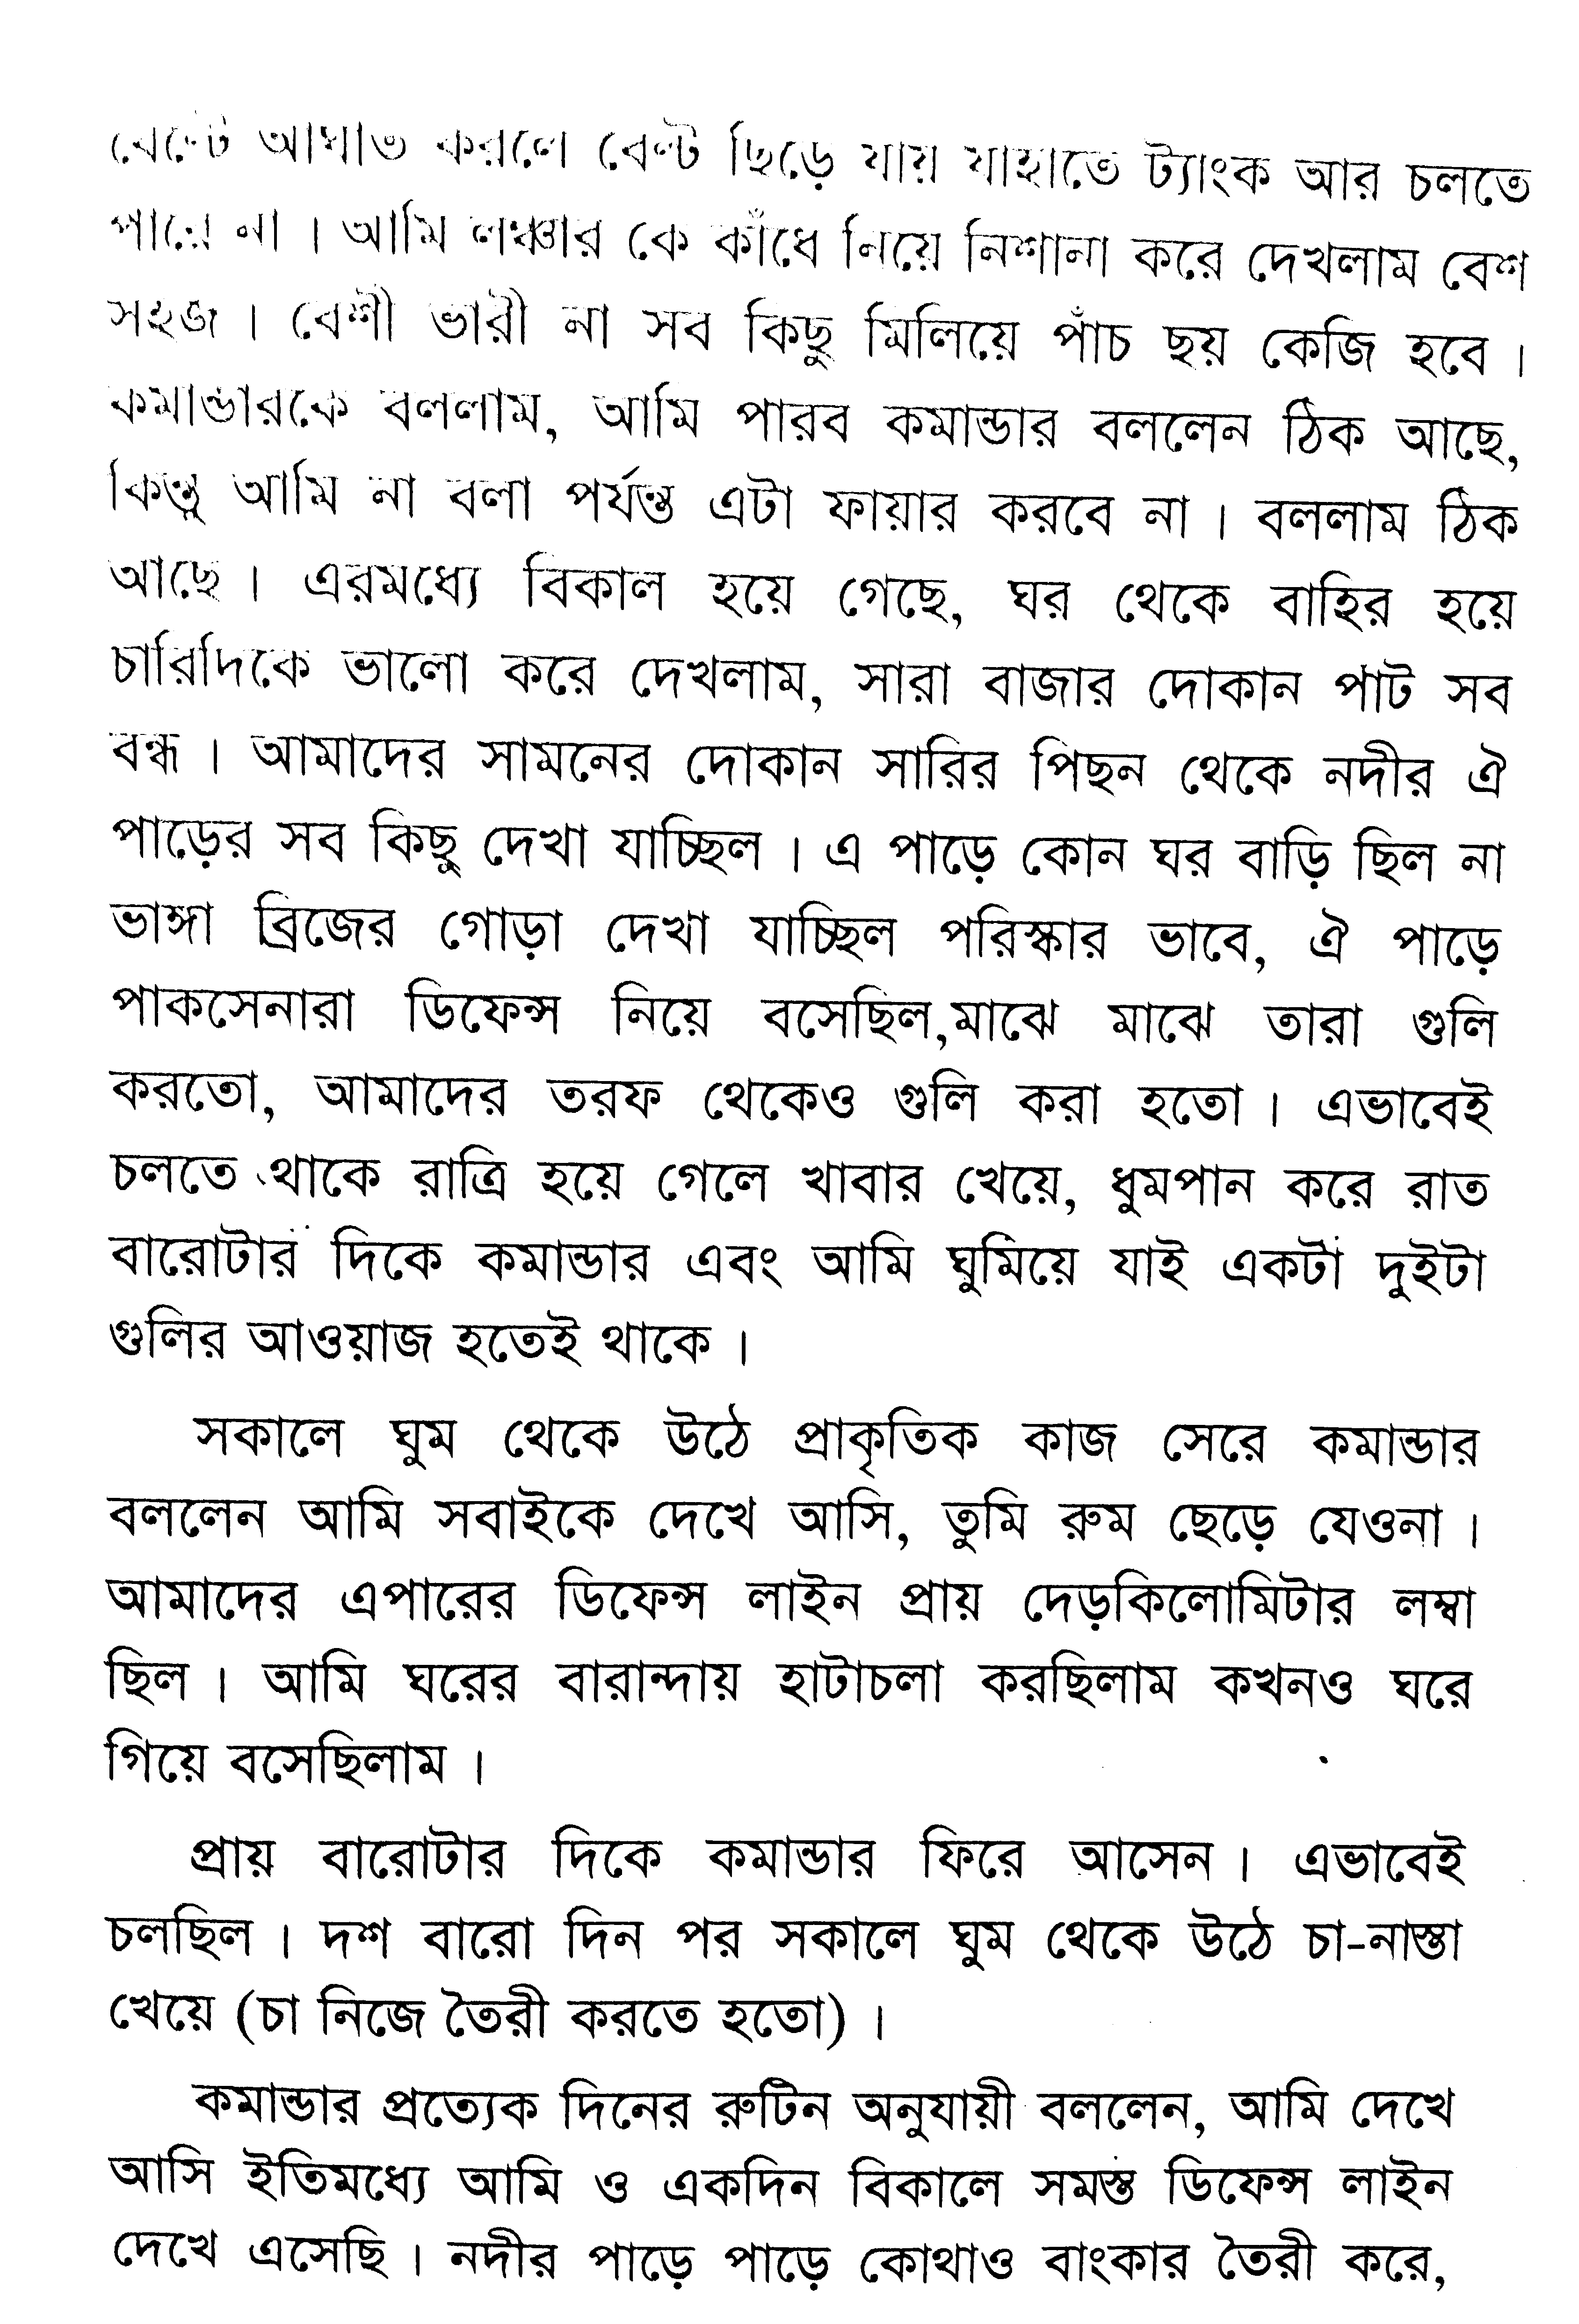 বেল্টে আঘাত করলে বেল্ট ছিড়ে যায় যাহাতে ট্যাংক আর চলতে
পারে না । আমি লঞ্চার কে কাঁধে নিয়ে নিশানা করে দেখলাম বেশ
সহজ । বেশী ভারী না সব কিছু মিলিয়ে পাঁচ ছয় কেজি হবে ।
কমান্ডারকে বললাম, আমি পারব কমান্ডার বললেন ঠিক আছে,
কিন্তু আমি না বলা পর্যন্ত এটা ফায়ার করবে না । বললাম ঠিক
আছে । এরমধ্যে বিকাল হয়ে গেছে, ঘর থেকে বাহির হয়ে
চারিদিকে ভালো করে দেখলাম, সারা বাজার দোকান পাট সব
বন্ধ । আমাদের সামনের দোকান সারির পিছন থেকে নদীর ঐ
পাড়ের সব কিছু দেখা যাচ্ছিল । এ পাড়ে কোন ঘর বাড়ি ছিল না
ভাঙ্গা ব্রিজের গোড়া দেখা যাচ্ছিল পরিস্কার ভাবে, ঐ পাড়ে
পাকসেনারা ডিফেন্স নিয়ে বসেছিল,মাঝে মাঝে তারা গুলি
করতো, আমাদের তরফ থেকেও গুলি করা হতো । এভাবেই
চলতে থাকে রাত্রি হয়ে গেলে খাবার খেয়ে, ধুমপান করে রাত
বারোটার দিকে কমান্ডার এবং আমি ঘুমিয়ে যাই একটা দুইটা
গুলির আওয়াজ হতেই থাকে ।
সকালে ঘুম থেকে উঠে প্রাকৃতিক কাজ সেরে কমান্ডার
বললেন আমি সবাইকে দেখে আসি, তুমি রুম ছেড়ে যেওনা ।
আমাদের এপারের ডিফেন্স লাইন প্রায় দেড়কিলোমিটার লম্বা
ছিল । আমি ঘরের বারান্দায় হাটাচলা করছিলাম কখনও ঘরে
গিয়ে বসেছিলাম ।
প্রায় বারোটার দিকে কমান্ডার ফিরে আসেন । এভাবেই
চলছিল । দশ বারো দিন পর সকালে ঘুম থেকে উঠে চা-নাস্তা
খেয়ে (চা নিজে তৈরী করতে হতো) ।
কমান্ডার প্রত্যেক দিনের রুটিন অনুযায়ী বললেন, আমি দেখে
আসি ইতিমধ্যে আমি ও একদিন বিকালে সমস্ত ডিফেন্স লাইন
দেখে এসেছি । নদীর পাড়ে পাড়ে কোথাও বাংকার তৈরী করে,